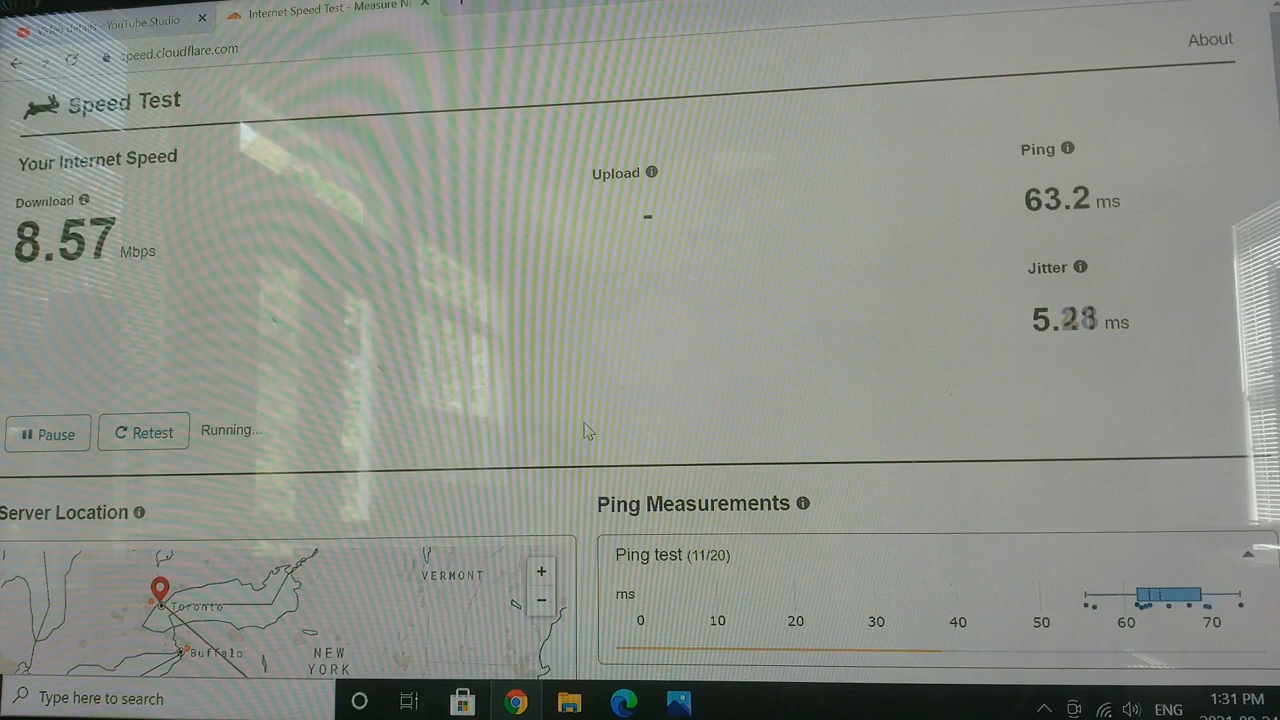 Video details - YouTube Studio
Internet Speed Test - Measure N
speed.cloudflare.com
About
Speed Test
Your Internet Speed
Download
8.57 Mbps
Upload
-
Ping
63.2 ms
Jitter
5.28 ms
Pause
Retest
Running...
Server Location
VERMONT
+
-
Toronto
Buffalo
NEW
YORK
Ping Measurements
Ping test (11/20)
ms
0 10 20 30 40 50 60 70
Type here to search
ENG
1:31 PM